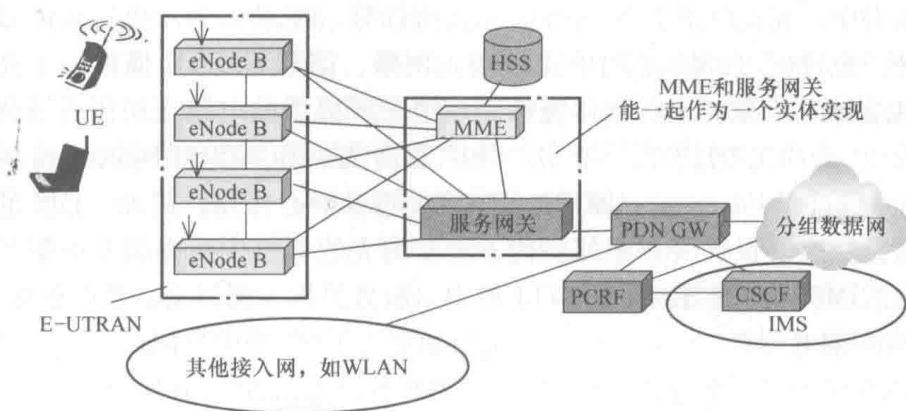 UE
eNode B
eNode B
eNode B
eNode B
E-UTRAN
HSS
MME
服务网关
MME和服务网关
能一起作为一个实体实现
PDN GW
分组数据网
PCRF
CSCF
IMS
其他接入网，如WLAN